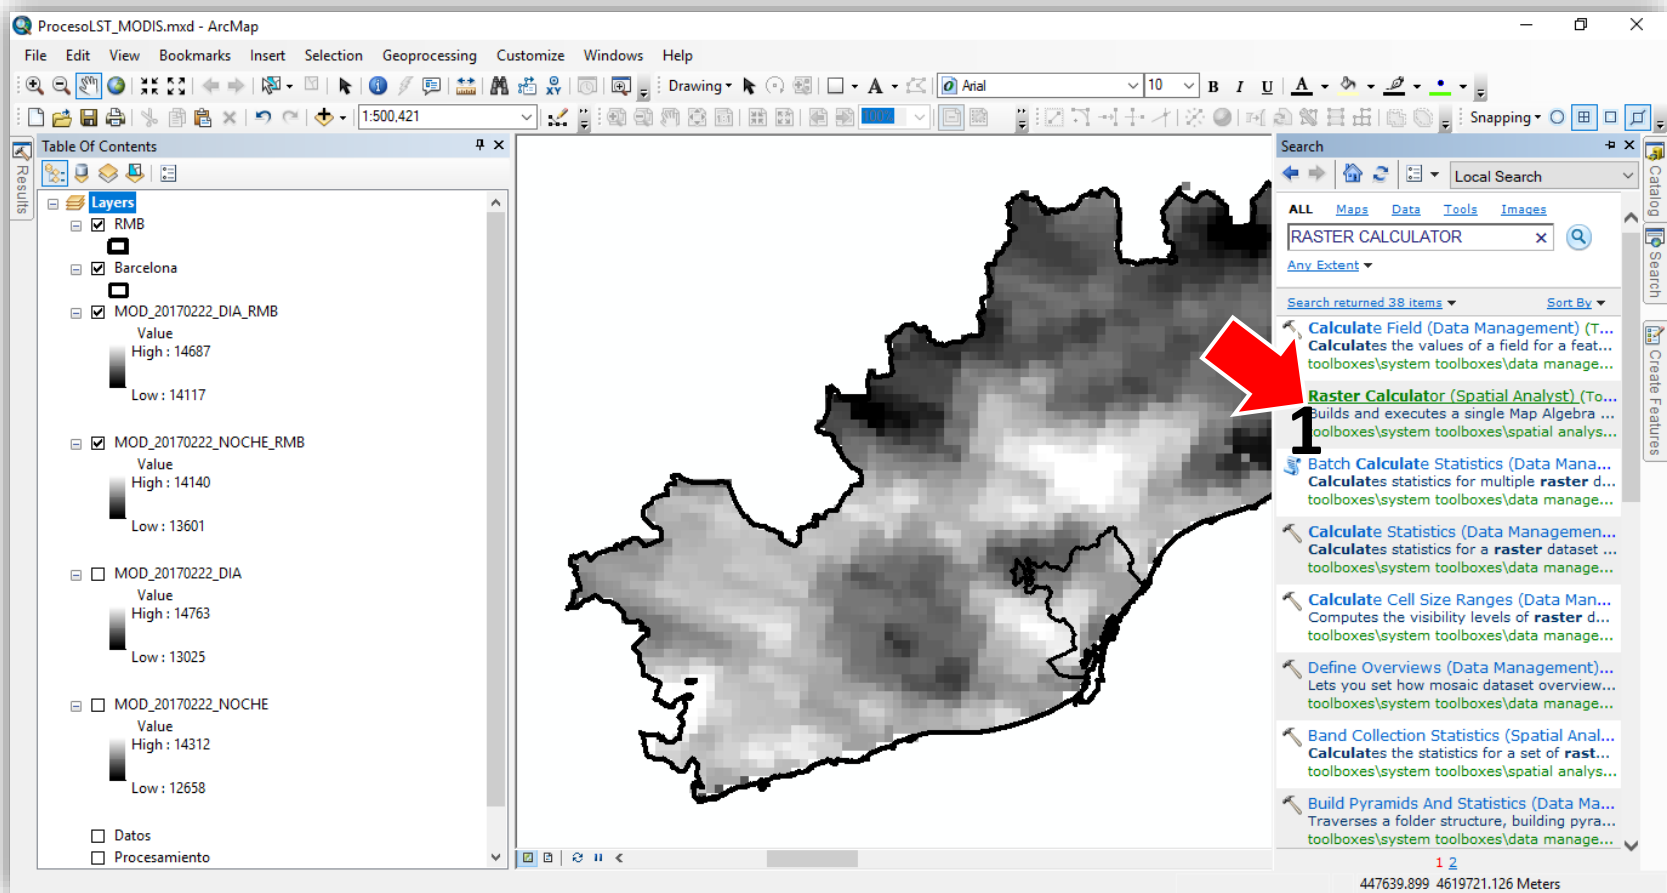 ProcesoLST_MODIS.mxd - ArcMap
File Edit View Bookmarks Insert Selection Geoprocessing Customize Windows Help
Drawing A Arial 10 B I U A
1:500,421 100% Snapping
Table Of Contents
Results
Layers
RMB
Barcelona
MOD_20170222_DIA_RMB
Value
High : 14687
Low : 14117
MOD_20170222_NOCHE_RMB
Value
High : 14140
Low : 13601
MOD_20170222_DIA
Value
High : 14763
Low : 13025
MOD_20170222_NOCHE
Value
High : 14312
Low : 12658
Datos
Procesamiento
1
Search
Local Search
ALL Maps Data Tools Images
RASTER CALCULATOR
Any Extent
Search returned 38 items Sort By
Calculate Field (Data Management) (T...
Calculates the values of a field for a feat...
toolboxes\system toolboxes\data manage...
Raster Calculator (Spatial Analyst) (To...
Builds and executes a single Map Algebra ...
toolboxes\system toolboxes\spatial analys...
Batch Calculate Statistics (Data Mana...
Calculates statistics for multiple raster d...
toolboxes\system toolboxes\data manage...
Calculate Statistics (Data Managemen...
Calculates statistics for a raster dataset ...
toolboxes\system toolboxes\data manage...
Calculate Cell Size Ranges (Data Man...
Computes the visibility levels of raster d...
toolboxes\system toolboxes\data manage...
Define Overviews (Data Management)...
Lets you set how mosaic dataset overview...
toolboxes\system toolboxes\data manage...
Band Collection Statistics (Spatial Anal...
Calculates the statistics for a set of rast...
toolboxes\system toolboxes\spatial analys...
Build Pyramids And Statistics (Data Ma...
Traverses a folder structure, building pyra...
toolboxes\system toolboxes\data manage...
1 2
Catalog
Search
Create Features
447639.899 4619721.126 Meters